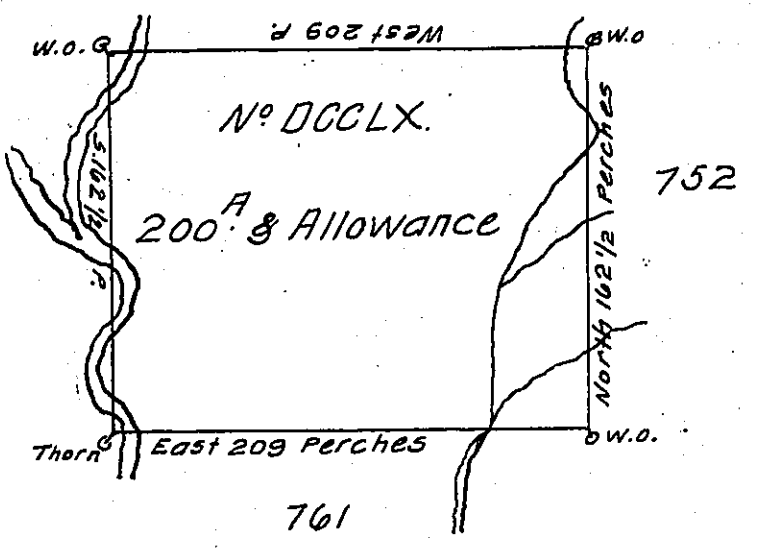 West 209 P.
W.O.
W.O
Nº DCCLX.
S. 162 1/2 P.
North 162 1/2 Perches
752
200 A. & Allowance
Thorn
East 209 Perches
W.O.
761